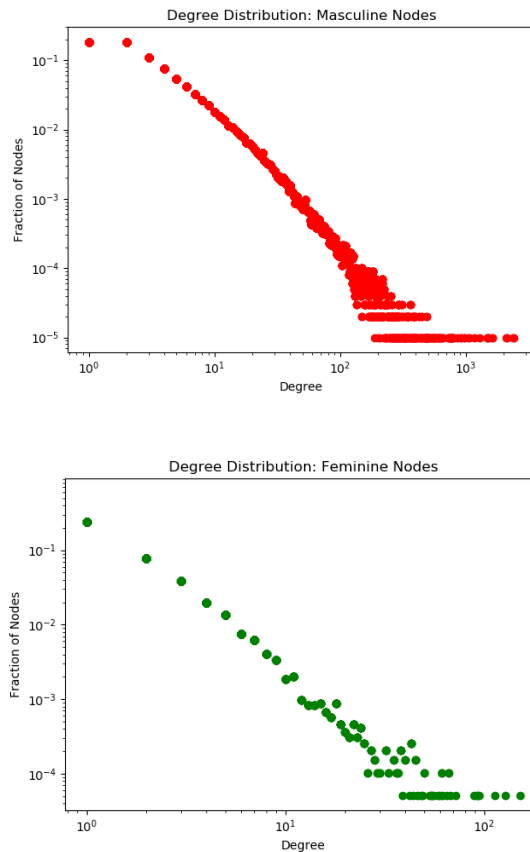 Degree Distribution: Masculine Nodes
Fraction of Nodes
10⁻¹
10⁻²
10⁻³
10⁻⁴
10⁻⁵
10⁰ 10¹ 10² 10³
Degree
Degree Distribution: Feminine Nodes
Fraction of Nodes
10⁻¹
10⁻²
10⁻³
10⁻⁴
10⁰ 10¹ 10²
Degree